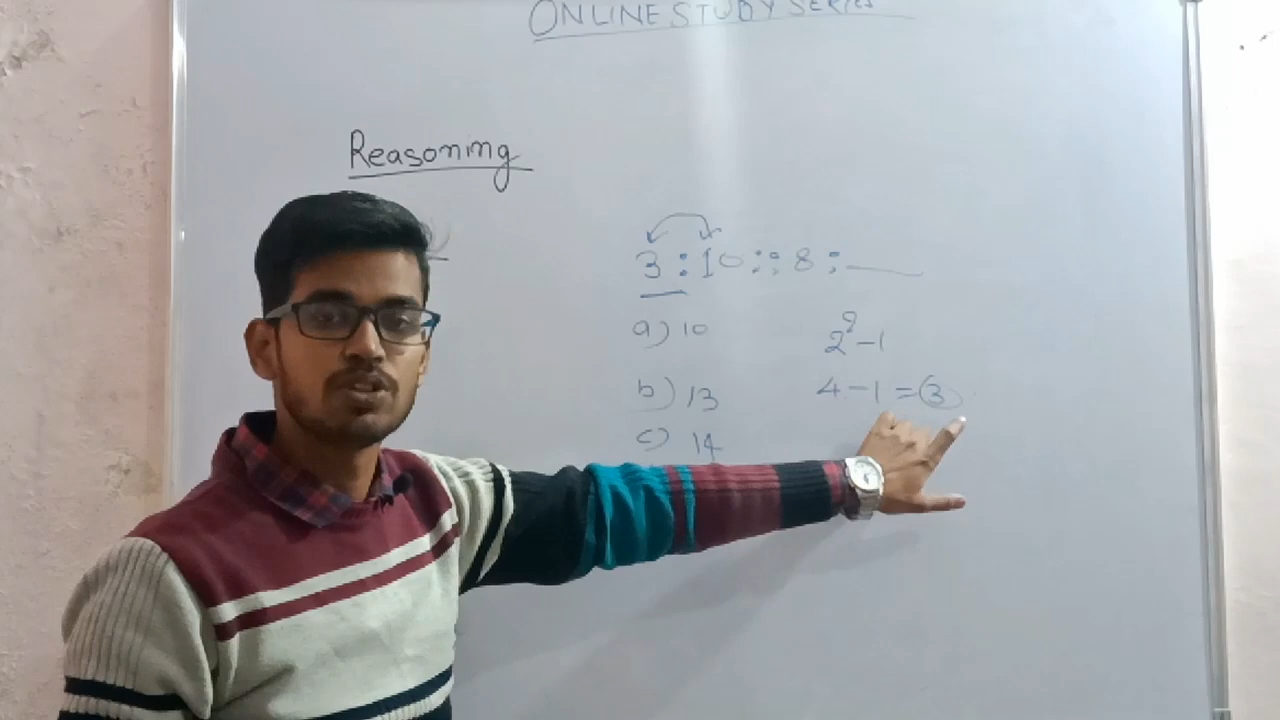 ONLINE STUDY SERIES
Reasoning
3 : 10 :: 8 : ___
a) 10
2² - 1
b) 13
4 - 1 = 3
c) 14